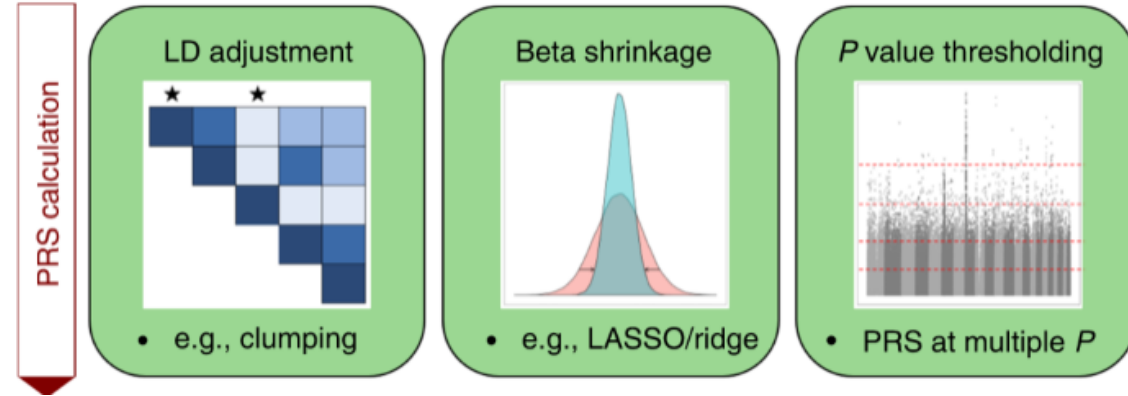 PRS calculation
LD adjustment
★ ★
• e.g., clumping
Beta shrinkage
• e.g., LASSO/ridge
P value thresholding
• PRS at multiple P